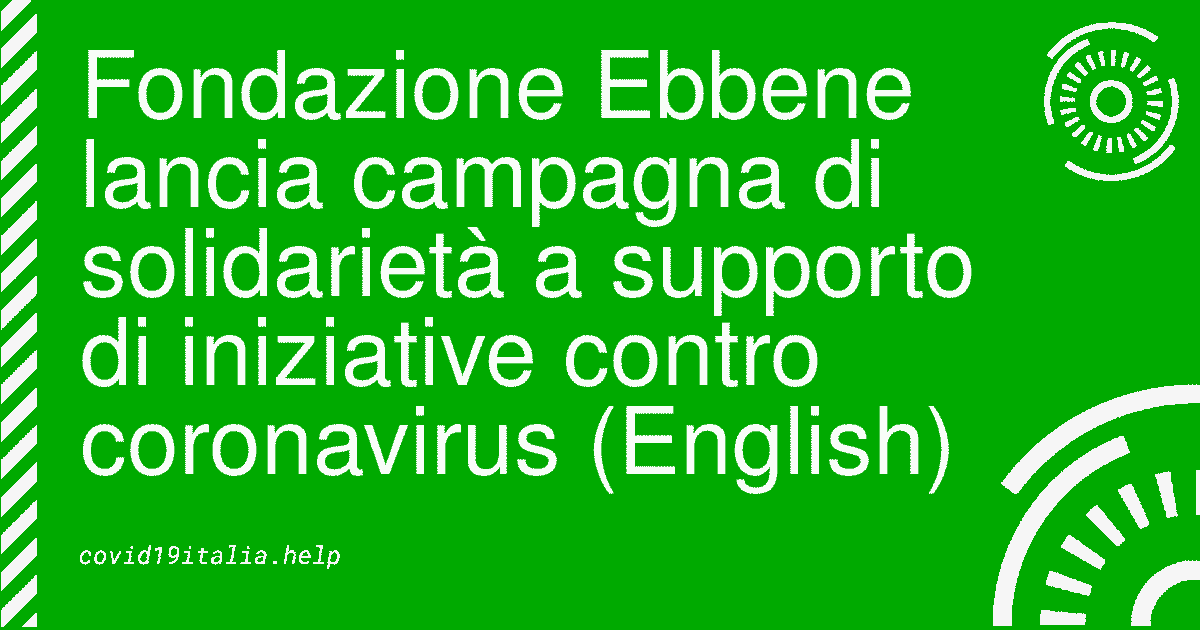 Fondazione Ebbene
lancia campagna di
solidarietà a supporto
di iniziative contro
coronavirus (English)
covid19italia.help